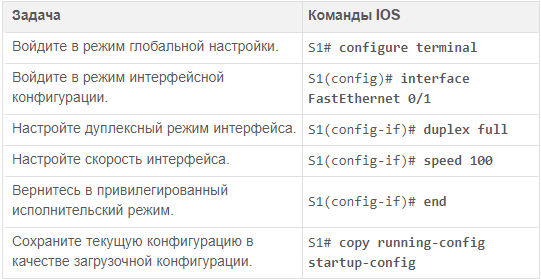 Задача Команды IOS
Войдите в режим глобальной настройки. S1# configure terminal
Войдите в режим интерфейсной S1(config)# interface
конфигурации. FastEthernet 0/1
Настройте дуплексный режим интерфейса. S1(config-if)# duplex full
Настройте скорость интерфейса. S1(config-if)# speed 100
Вернитесь в привилегированный
исполнительский режим.
S1(config-if)# end
Сохраните текущую конфигурацию в S1# copy running-config
качестве загрузочной конфигурации. startup-config